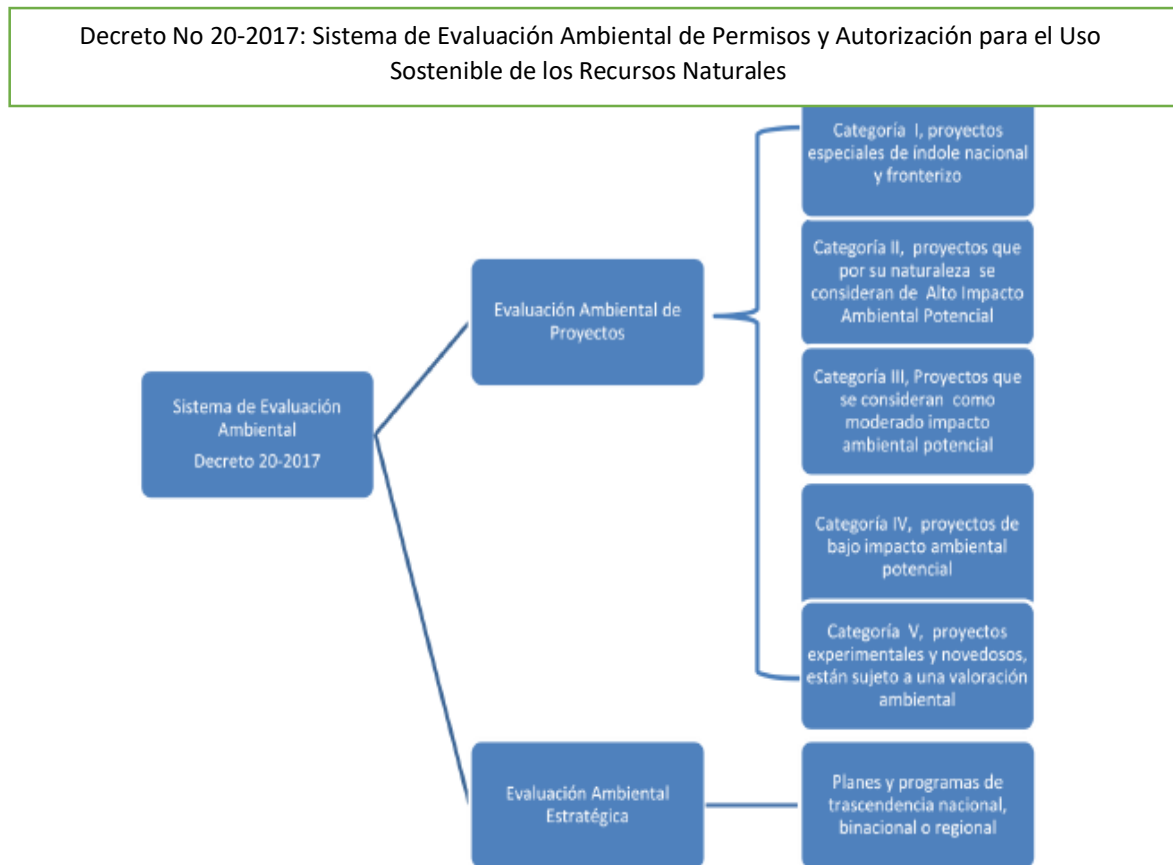 Decreto No 20-2017: Sistema de Evaluación Ambiental de Permisos y Autorización para el Uso
Sostenible de los Recursos Naturales
Categoría I, proyectos
especiales de índole nacional
y fronterizo
Categoría II, proyectos que
por su naturaleza se
consideran de Alto Impacto
Ambiental Potencial
Evaluación Ambiental de
Proyectos
Categoría III, Proyectos que
se consideran como
moderado impacto
ambiental potencial
Sistema de Evaluación
Ambiental
Decreto 20-2017
Categoría IV, proyectos de
bajo impacto ambiental
potencial
Categoría V, proyectos
experimentales y novedosos,
están sujeto a una valoración
ambiental
Evaluación Ambiental
Estratégica
Planes y programas de
trascendencia nacional,
binacional o regional